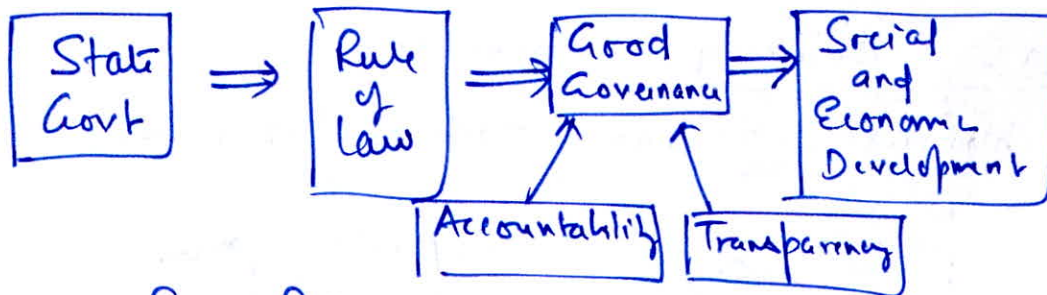 State
Govt
Rule
of
Law
Good
Governance
Social
and
Economic
Development
Accountability
Transparency